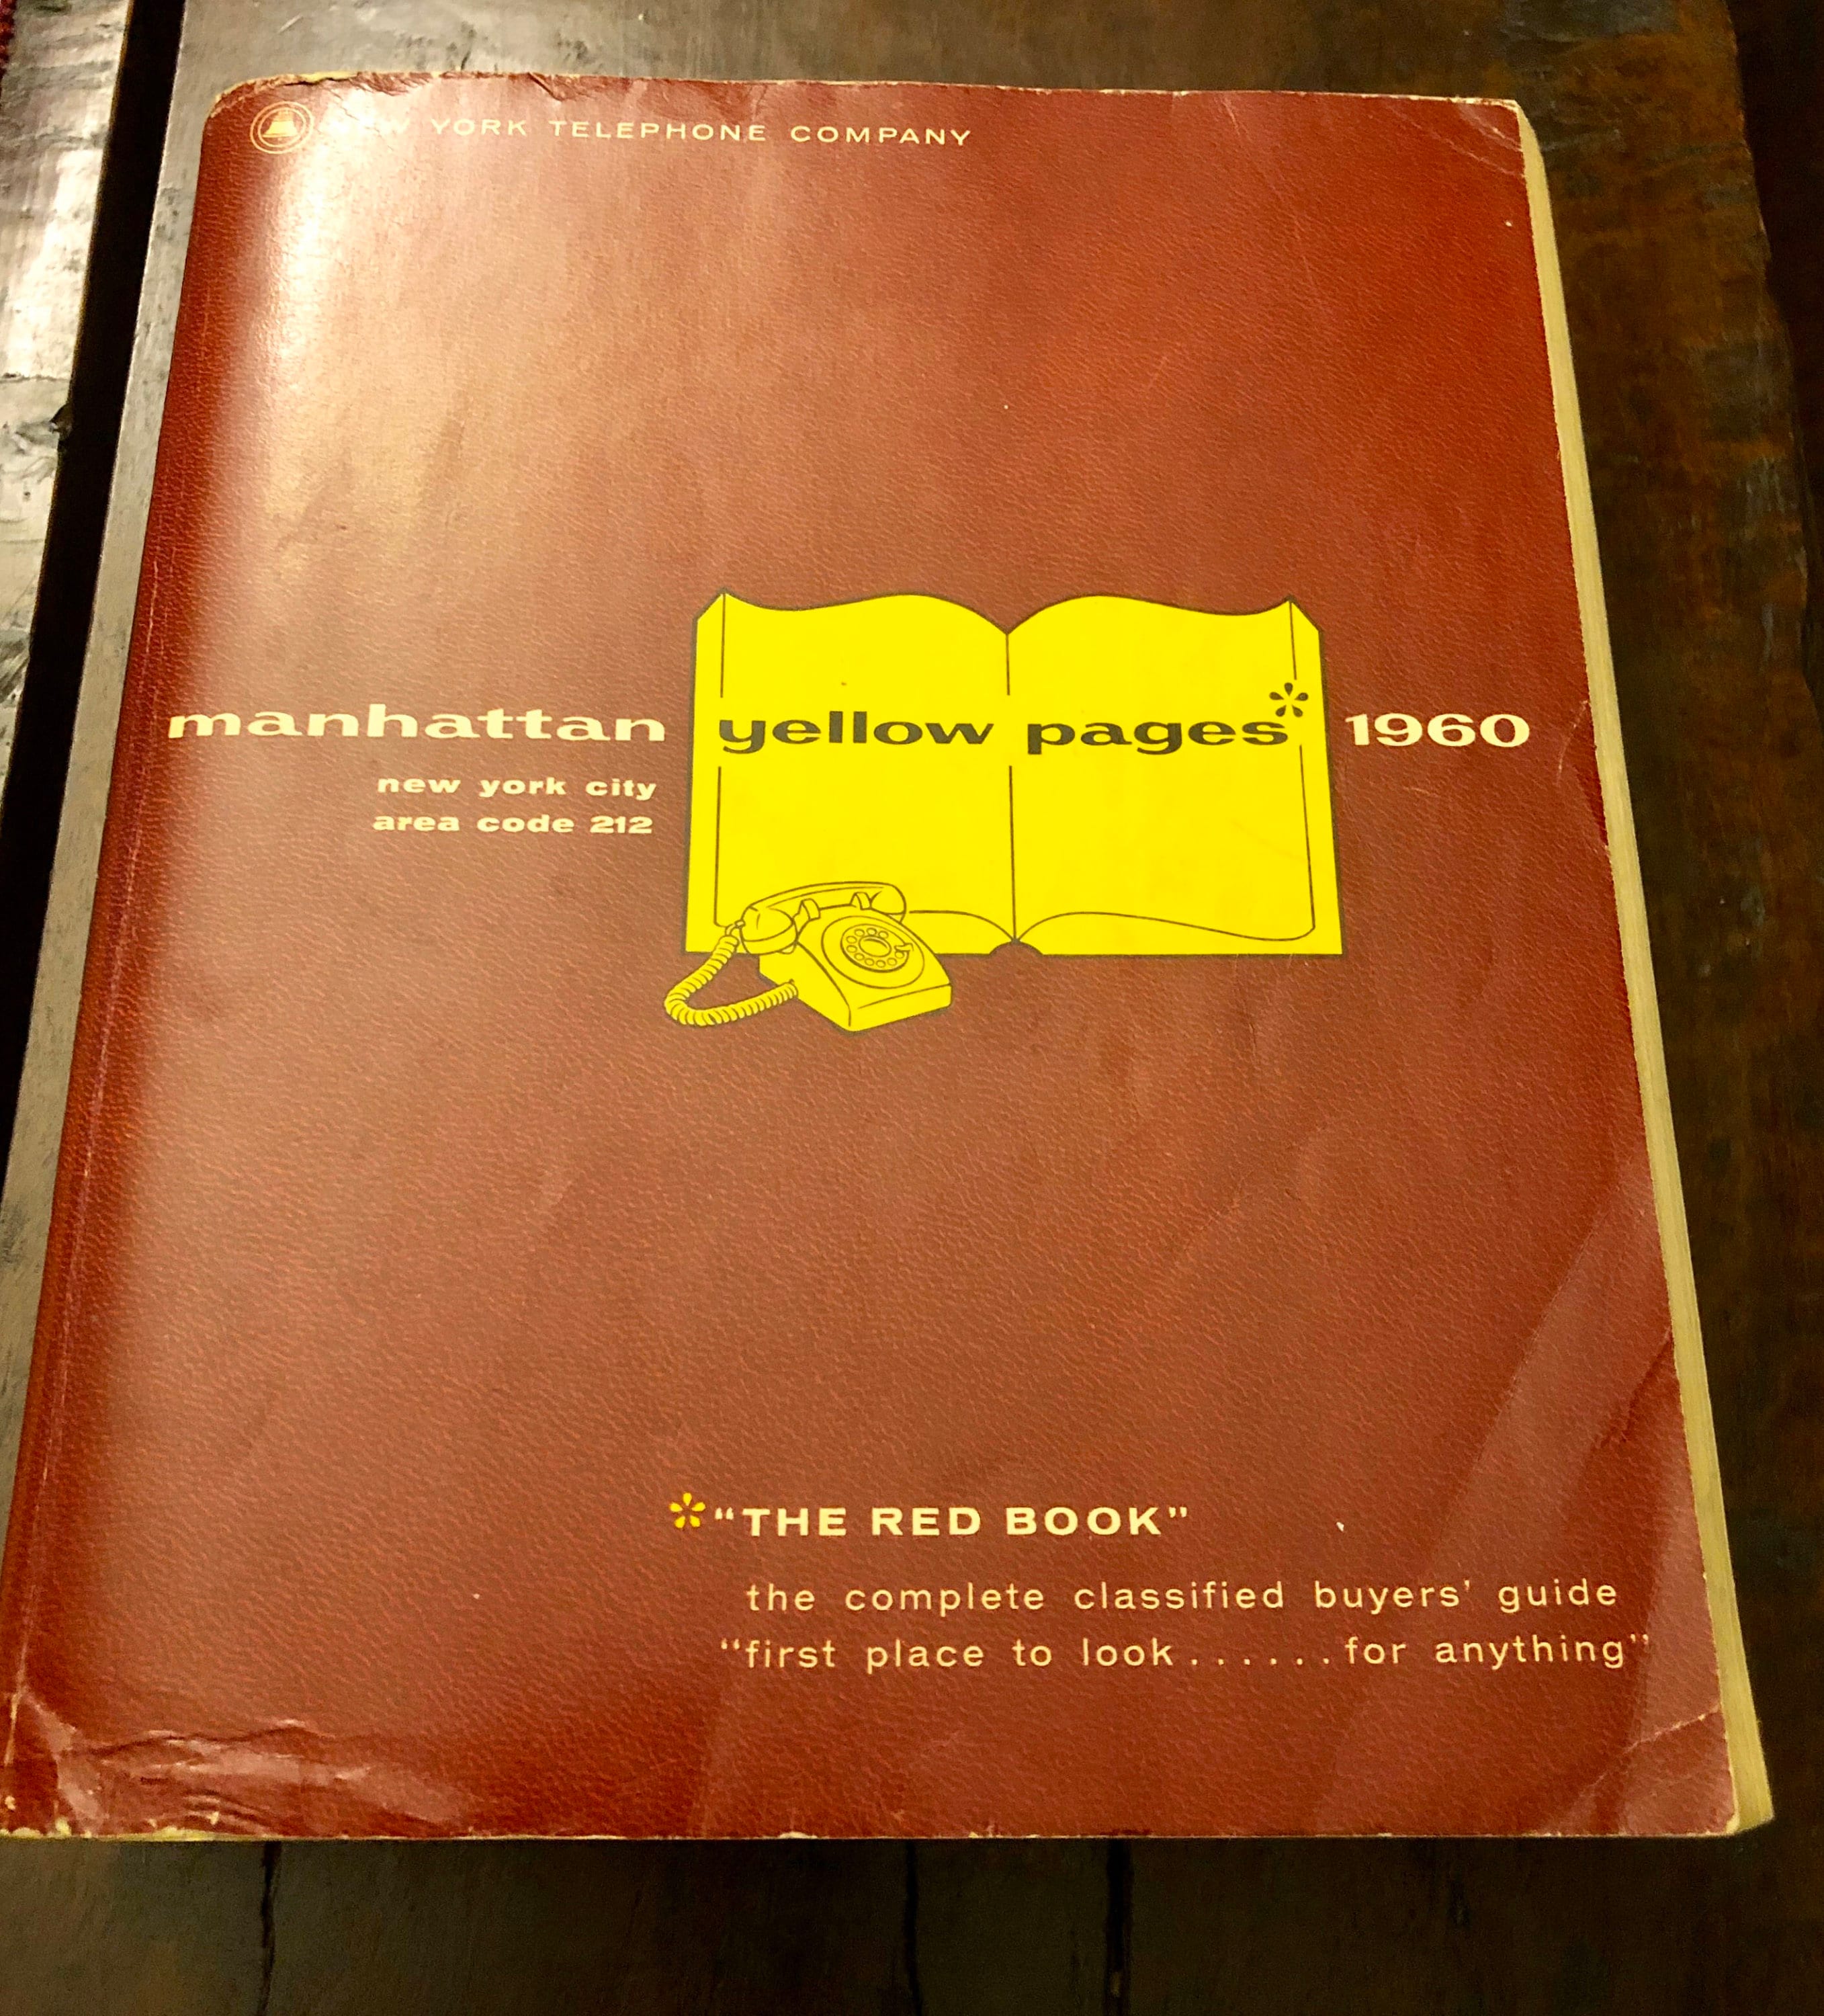 NEW YORK TELEPHONE COMPANY
manhattan yellow pages* 1960
new york city
area code 212
*"THE RED BOOK"
the complete classified buyers' guide
"first place to look......for anything"